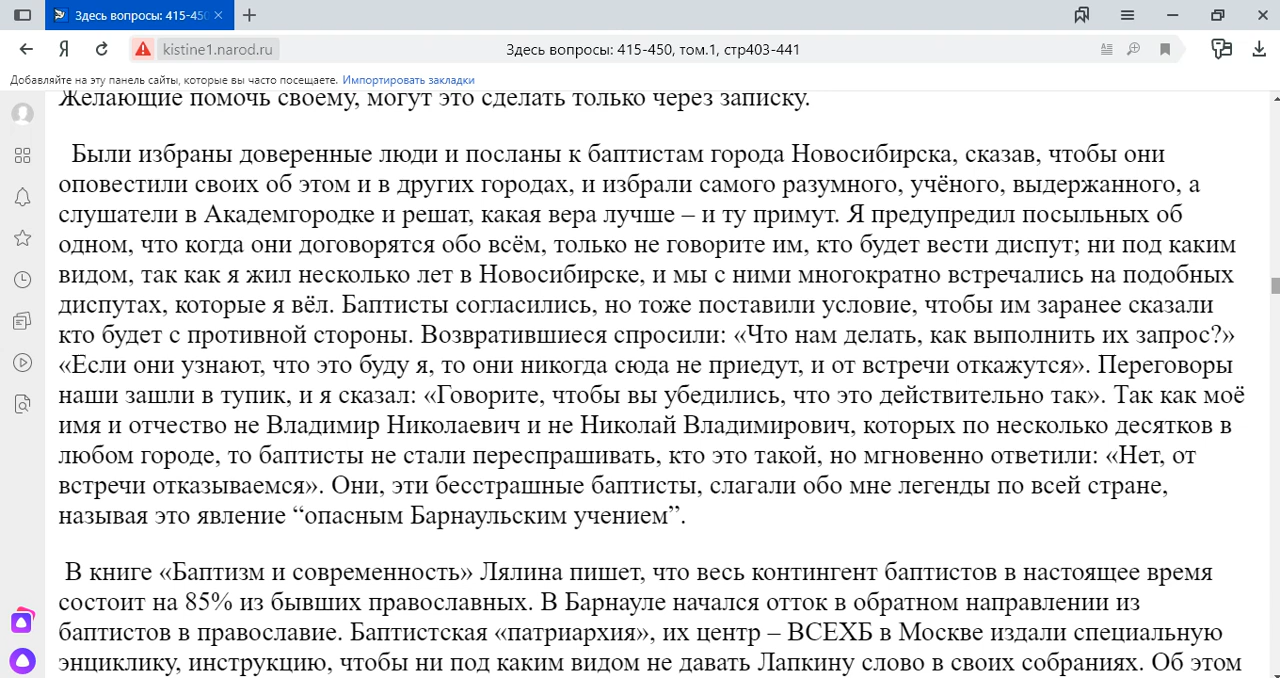 Здесь вопросы: 415-450
kistine1.narod.ru
Здесь вопросы: 415-450, том.1, стр403-441
Добавляйте на эту панель сайты, которые вы часто посещаете. Импортировать закладки
Желающие помочь своему, могут это сделать только через записку.
Были избраны доверенные люди и посланы к баптистам города Новосибирска, сказав, чтобы они
оповестили своих об этом и в других городах, и избрали самого разумного, учёного, выдержанного, а
слушатели в Академгородке и решат, какая вера лучше – и ту примут. Я предупредил посыльных об
одном, что когда они договорятся обо всём, только не говорите им, кто будет вести диспут; ни под каким
видом, так как я жил несколько лет в Новосибирске, и мы с ними многократно встречались на подобных
диспутах, которые я вёл. Баптисты согласились, но тоже поставили условие, чтобы им заранее сказали
кто будет с противной стороны. Возвратившиеся спросили: «Что нам делать, как выполнить их запрос?»
«Если они узнают, что это буду я, то они никогда сюда не приедут, и от встречи откажутся». Переговоры
наши зашли в тупик, и я сказал: «Говорите, чтобы вы убедились, что это действительно так». Так как моё
имя и отчество не Владимир Николаевич и не Николай Владимирович, которых по несколько десятков в
любом городе, то баптисты не стали переспрашивать, кто это такой, но мгновенно ответили: «Нет, от
встречи отказываемся». Они, эти бесстрашные баптисты, слагали обо мне легенды по всей стране,
называя это явление “опасным Барнаульским учением”.
В книге «Баптизм и современность» Лялина пишет, что весь контингент баптистов в настоящее время
состоит на 85% из бывших православных. В Барнауле начался отток в обратном направлении из
баптистов в православие. Баптистская «патриархия», их центр – ВСЕХБ в Москве издали специальную
энциклику, инструкцию, чтобы ни под каким видом не давать Лапкину слово в своих собраниях. Об этом